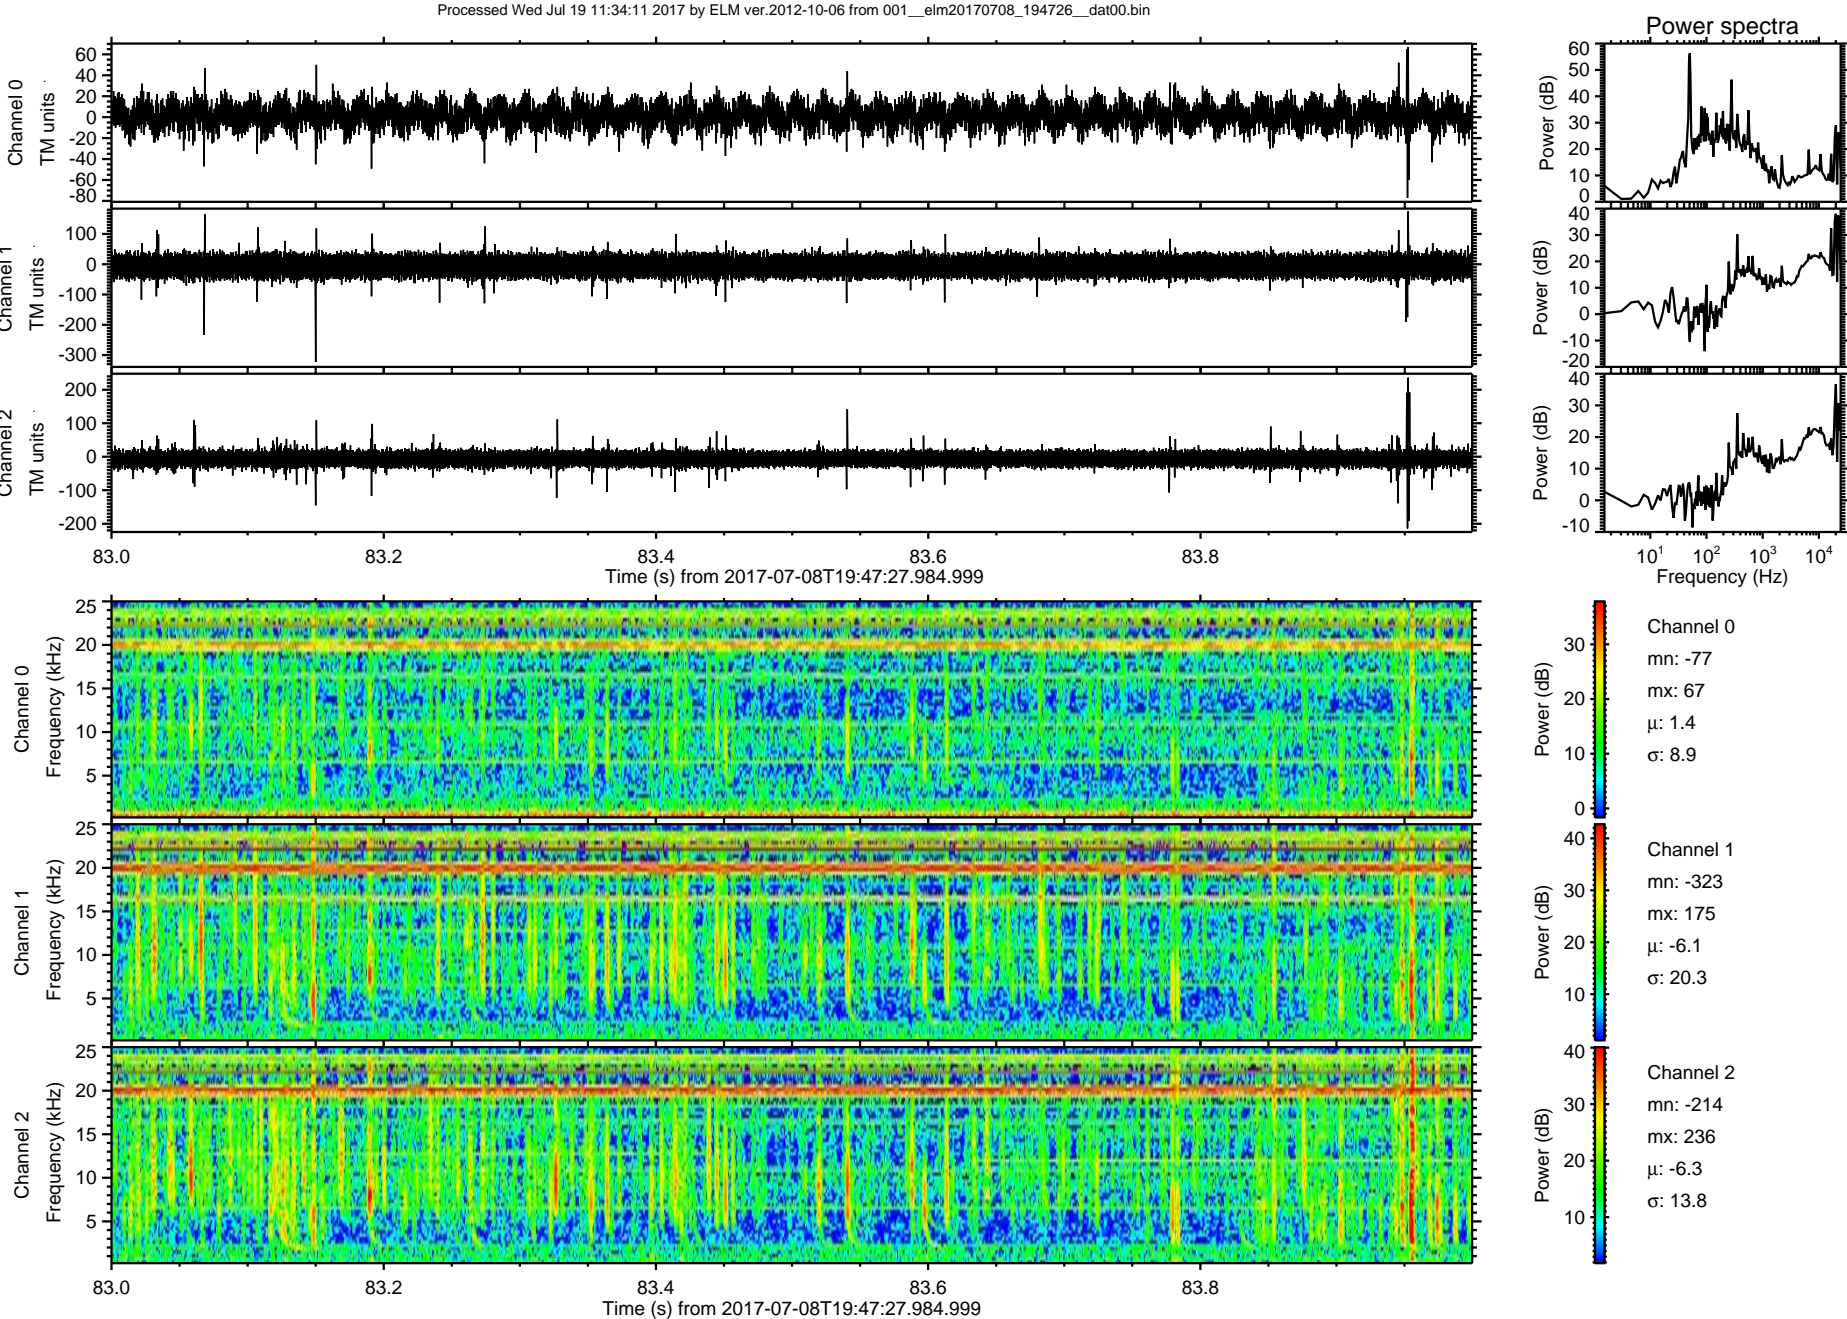 Processed Wed Jul 19 11:34:11 2017 by ELM ver.2012-10-06 from 001__elm20170708_194726__dat00.bin
Power spectra
Channel 0
TM units
60
40
20
0
-20
-40
-60
-80
Power (dB)
60
50
40
30
20
10
0
Channel 1
TM units
100
0
-100
-200
-300
Power (dB)
40
30
20
10
0
-10
-20
Channel 2
TM units
200
100
0
-100
-200
Power (dB)
40
30
20
10
0
-10
83.0 83.2 83.4 83.6 83.8
Time (s) from 2017-07-08T19:47:27.984.999
10¹ 10² 10³ 10⁴
Frequency (Hz)
Channel 0
Frequency (kHz)
25
20
15
10
5
Power (dB)
30
20
10
0
Channel 0
mn: -77
mx: 67
μ: 1.4
σ: 8.9
Channel 1
Frequency (kHz)
25
20
15
10
5
Power (dB)
40
30
20
10
Channel 1
mn: -323
mx: 175
μ: -6.1
σ: 20.3
Channel 2
Frequency (kHz)
25
20
15
10
5
Power (dB)
40
30
20
10
Channel 2
mn: -214
mx: 236
μ: -6.3
σ: 13.8
83.0 83.2 83.4 83.6 83.8
Time (s) from 2017-07-08T19:47:27.984.999